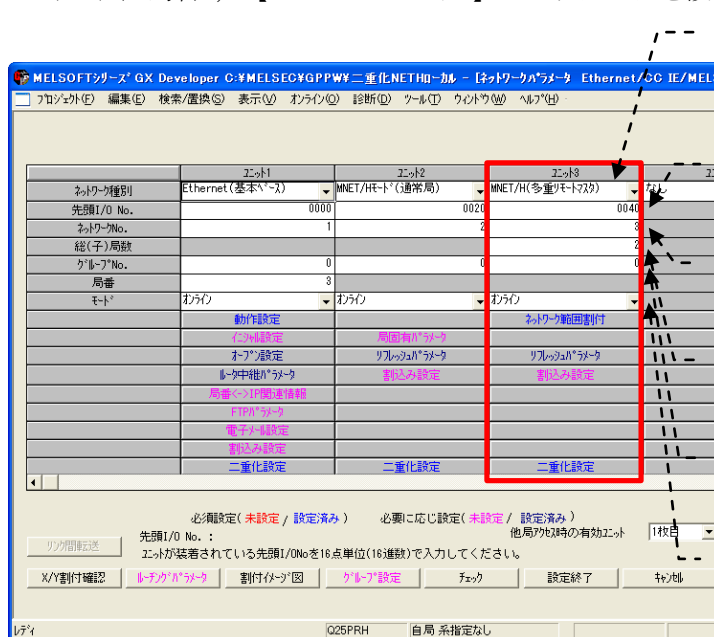 MELSOFTシリーズ GX Developer C:¥MELSEC¥GPPW¥二重化NETHローカル - [ネットワークパラメータ Ethernet/CC IE/MELS
プロジェクト(F) 編集(E) 検索/置換(S) 表示(V) オンライン(O) 診断(D) ツール(T) ウィンドウ(W) ヘルプ(H)
ユニット1 ユニット2 ユニット3
ネットワーク種別 Ethernet(基本ベース) MNET/Hモード(通常局) MNET/H(多重リモートマスタ) なし
先頭I/O No. 0000 0020 0040
ネットワークNo. 1 2 3
総(子)局数 2
グループNo. 0 0 0
局番 3
モード オンライン オンライン オンライン
動作設定 ネットワーク範囲割付
イニシャル設定 局固有パラメータ
オープン設定 リフレッシュパラメータ リフレッシュパラメータ
ルータ中継パラメータ 割込み設定 割込み設定
局番<->IP関連情報
FTPパラメータ
電子メール設定
割込み設定
二重化設定 二重化設定 二重化設定
必須設定( 未設定 / 設定済み ) 必要に応じ設定( 未設定 / 設定済み )
先頭I/O No. : 他局アクセス時の有効ユニット 1枚目
リンク間転送 ユニットが装着されている先頭I/ONoを16点単位(16進数)で入力してください。
X/Y割付確認 ルーチングパラメータ 割付イメージ図 グループ設定 チェック 設定終了 キャンセル
レディ Q25PRH 自局 系指定なし